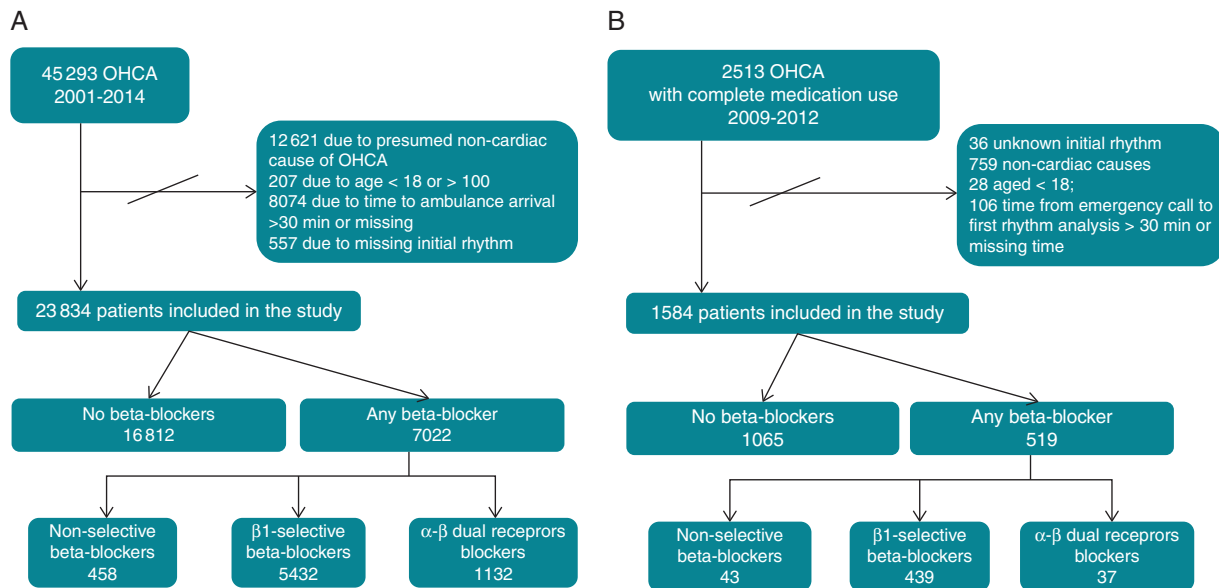 A
45 293 OHCA
2001-2014
12 621 due to presumed non-cardiac
cause of OHCA
207 due to age < 18 or > 100
8074 due to time to ambulance arrival
>30 min or missing
557 due to missing initial rhythm
23 834 patients included in the study
No beta-blockers
16 812
Any beta-blocker
7022
Non-selective
beta-blockers
458
β1-selective
beta-blockers
5432
α-β dual receprors
blockers
1132
B
2513 OHCA
with complete medication use
2009-2012
36 unknown initial rhythm
759 non-cardiac causes
28 aged < 18;
106 time from emergency call to
first rhythm analysis > 30 min or
missing time
1584 patients included in the study
No beta-blockers
1065
Any beta-blocker
519
Non-selective
beta-blockers
43
β1-selective
beta-blockers
439
α-β dual receprors
blockers
37